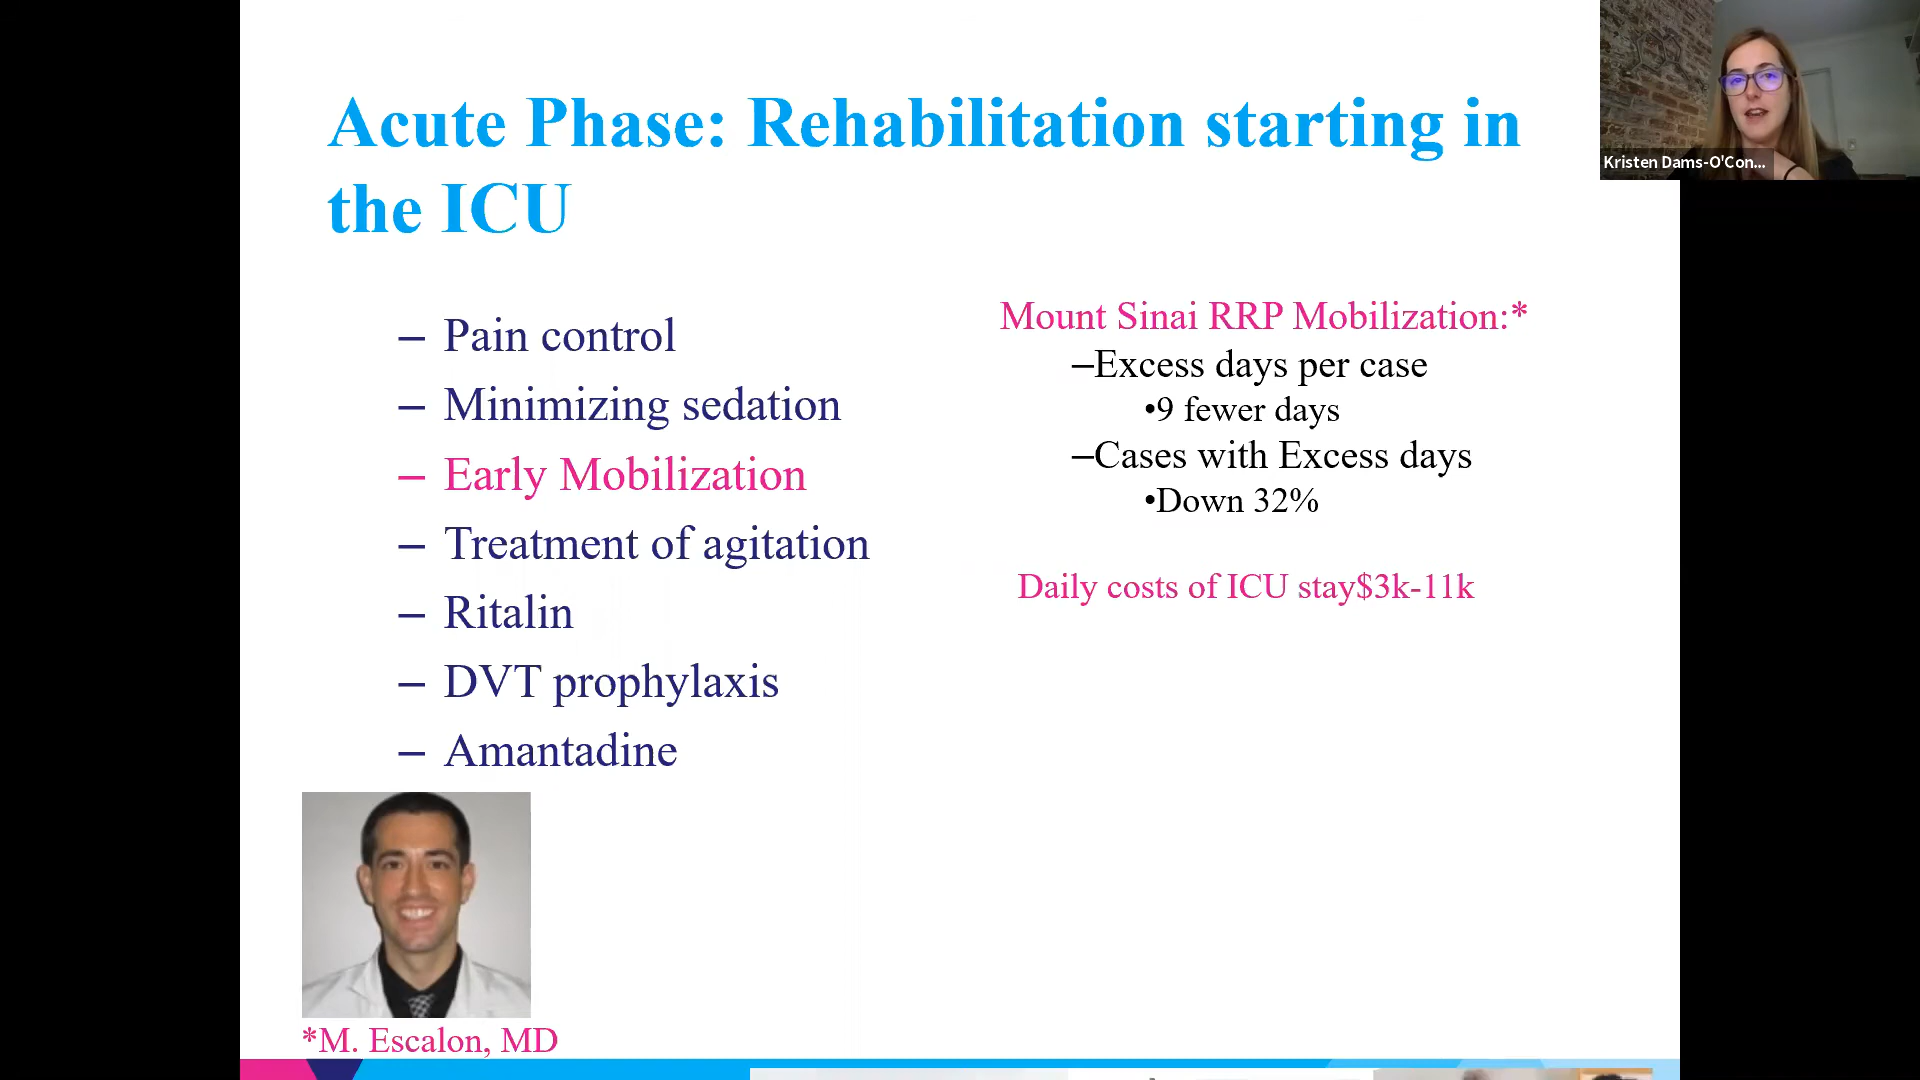 Acute Phase: Rehabilitation starting in
the ICU
– Pain control
– Minimizing sedation
– Early Mobilization
– Treatment of agitation
– Ritalin
– DVT prophylaxis
– Amantadine
*M. Escalon, MD
Mount Sinai RRP Mobilization:*
–Excess days per case
•9 fewer days
–Cases with Excess days
•Down 32%
Daily costs of ICU stay$3k-11k
Kristen Dams-O'Con...